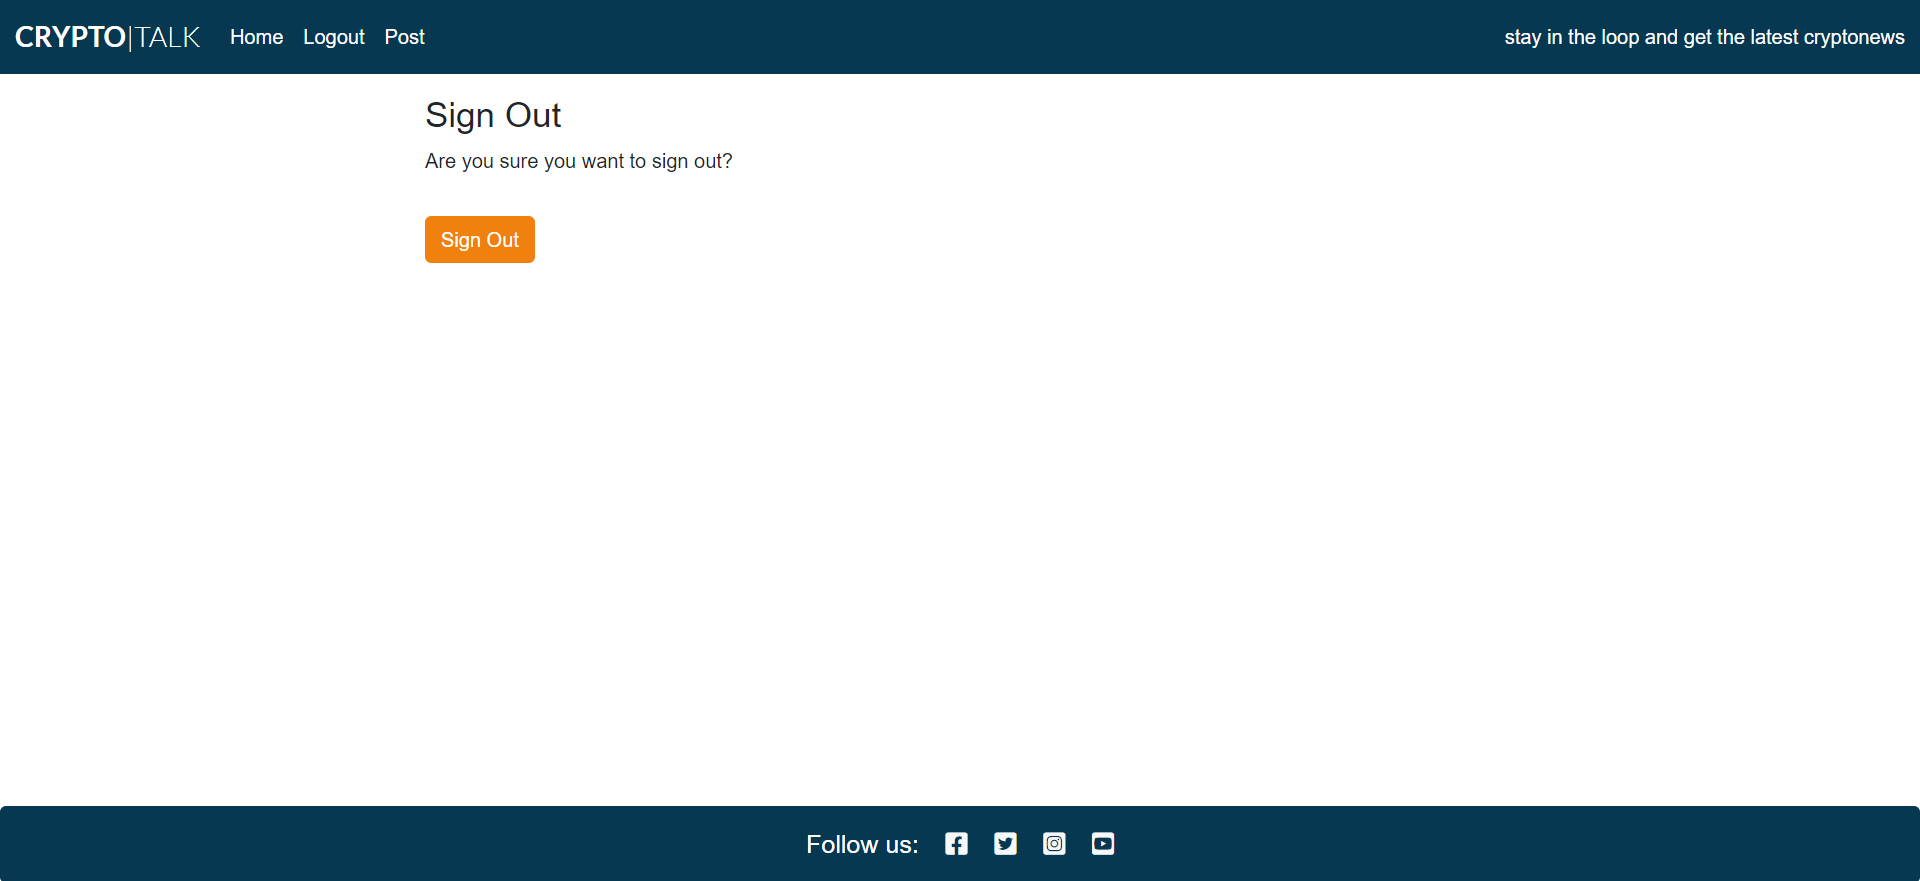 CRYPTO|TALK Home Logout Post stay in the loop and get the latest cryptonews
Sign Out
Are you sure you want to sign out?
Sign Out
Follow us: